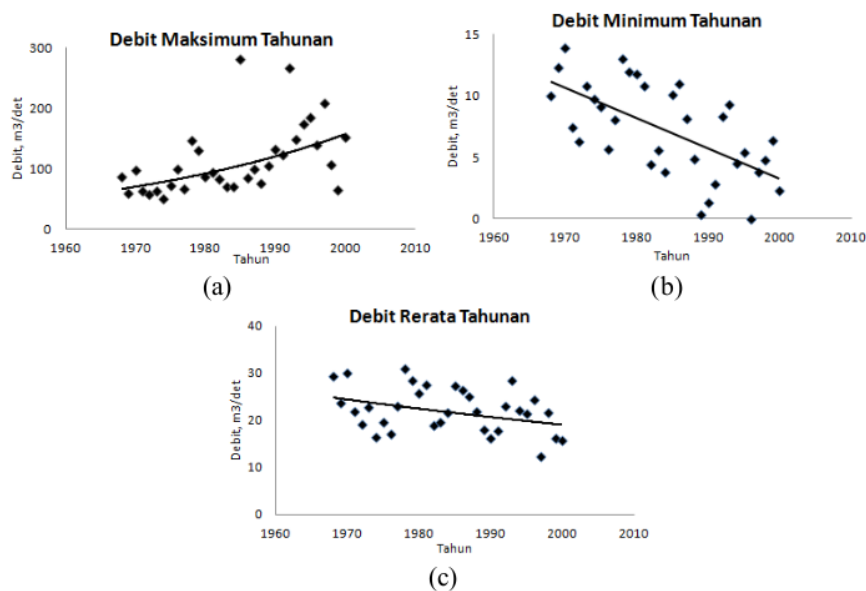 Debit Maksimum Tahunan
300
200
100
0
Debit, m3/det
1960 1970 1980 1990 2000 2010
Tahun
(a)
Debit Minimum Tahunan
15
10
5
0
Debit, m3/det
1960 1970 1980 1990 2000 2010
Tahun
(b)
Debit Rerata Tahunan
40
30
20
10
0
Debit, m3/det
1960 1970 1980 1990 2000 2010
Tahun
(c)